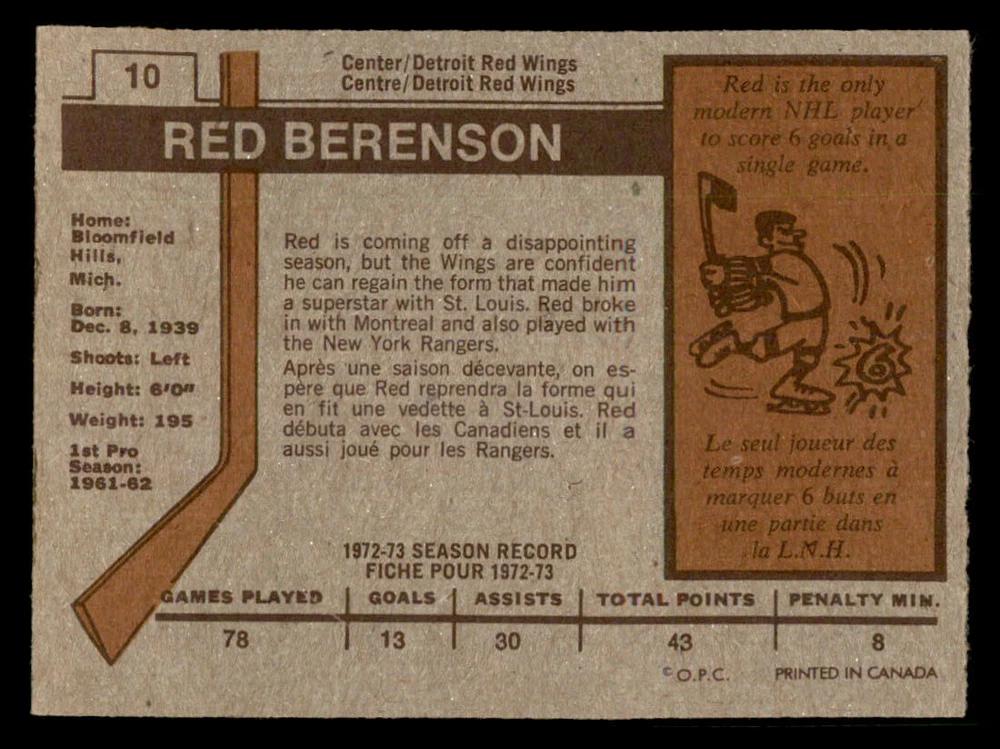 10
Center/Detroit Red Wings
Centre/Detroit Red Wings
RED BERENSON
Home:
Bloomfield
Hills,
Mich.
Born:
Dec. 8, 1939
Shoots: Left
Height: 6'0"
Weight: 195
1st Pro
Season:
1961-62
Red is coming off a disappointing
season, but the Wings are confident
he can regain the form that made him
a superstar with St. Louis. Red broke
in with Montreal and also played with
the New York Rangers.
Après une saison décevante, on es-
père que Red reprendra la forme qui
en fit une vedette à St-Louis. Red
débuta avec les Canadiens et il a
aussi joué pour les Rangers.
Red is the only
modern NHL player
to score 6 goals in a
single game.
6
Le seul joueur des
temps modernes à
marquer 6 buts en
une partie dans
la L.N.H.
1972-73 SEASON RECORD
FICHE POUR 1972-73
GAMES PLAYED GOALS ASSISTS TOTAL POINTS PENALTY MIN.
78 13 30 43 8
© O.P.C. PRINTED IN CANADA